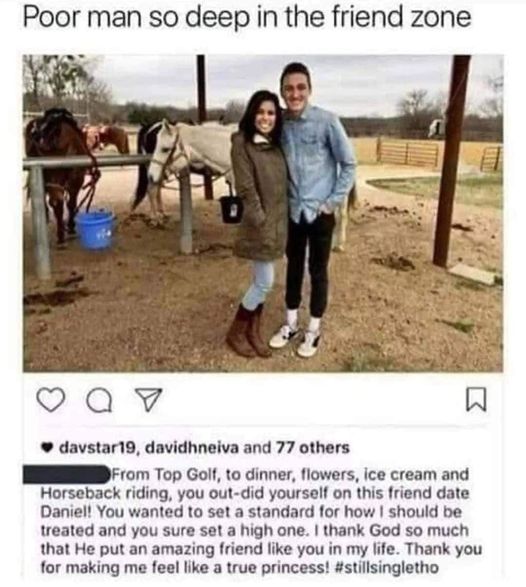 Poor man so deep in the friend zone
davstar19, davidhneiva and 77 others
From Top Golf, to dinner, flowers, ice cream and
Horseback riding, you out-did yourself on this friend date
Daniel! You wanted to set a standard for how I should be
treated and you sure set a high one. I thank God so much
that He put an amazing friend like you in my life. Thank you
for making me feel like a true princess! #stillsingletho